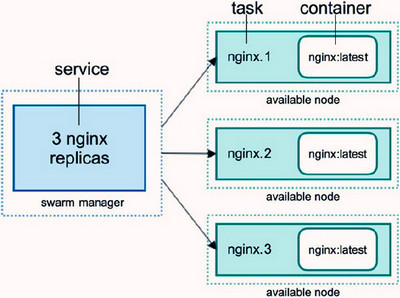 task
container
service
nginx.1
nginx:latest
available node
3 nginx
replicas
swarm manager
nginx.2
nginx:latest
available node
nginx.3
nginx:latest
available node